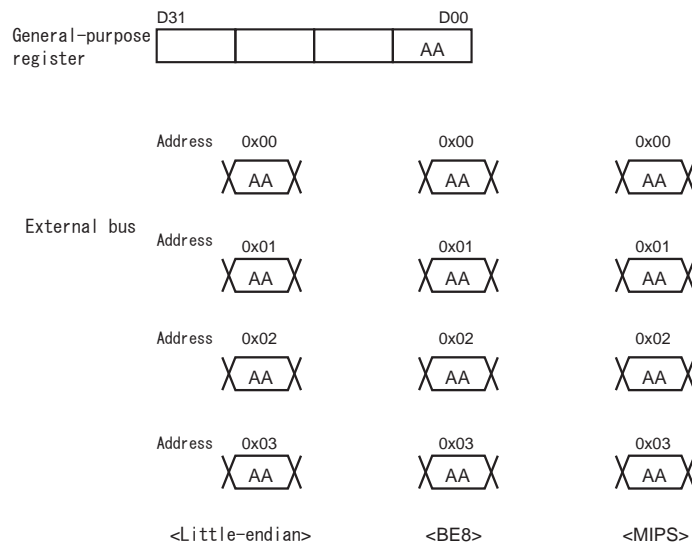 D31 D00
General-purpose
register
AA
Address 0x00 0x00 0x00
AA AA AA
External bus
Address 0x01 0x01 0x01
AA AA AA
Address 0x02 0x02 0x02
AA AA AA
Address 0x03 0x03 0x03
AA AA AA
<Little-endian> <BE8> <MIPS>